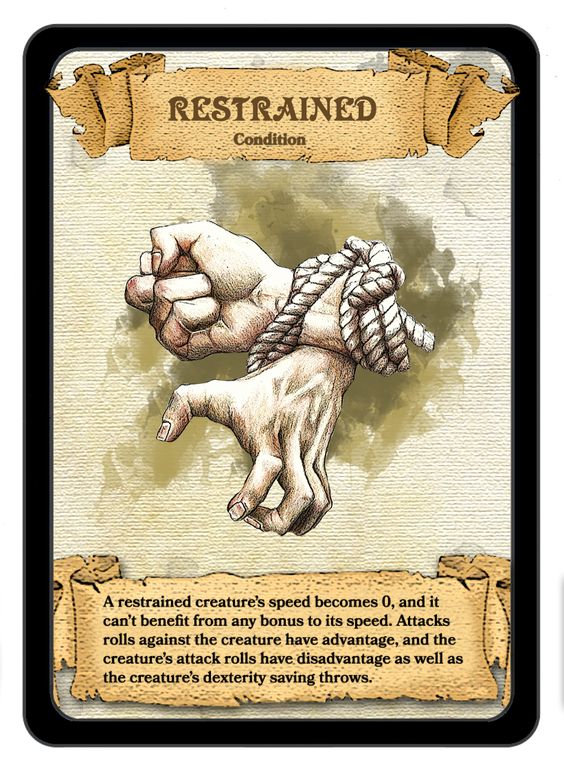 RESTRAINED
Condition
A restrained creature's speed becomes 0, and it
can't benefit from any bonus to its speed. Attacks
rolls against the creature have advantage, and the
creature's attack rolls have disadvantage as well as
the creature's dexterity saving throws.